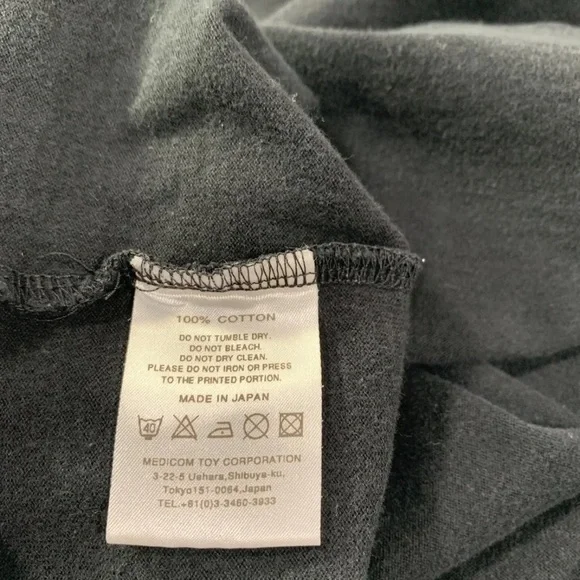 100% COTTON
DO NOT TUMBLE DRY.
DO NOT BLEACH.
DO NOT DRY CLEAN.
PLEASE DO NOT IRON OR PRESS
TO THE PRINTED PORTION.
MADE IN JAPAN
40
MEDICOM TOY CORPORATION
3-22-5 Uehara,Shibuya-ku,
Tokyo151-0064,Japan
TEL.+81(0)3-3460-3933